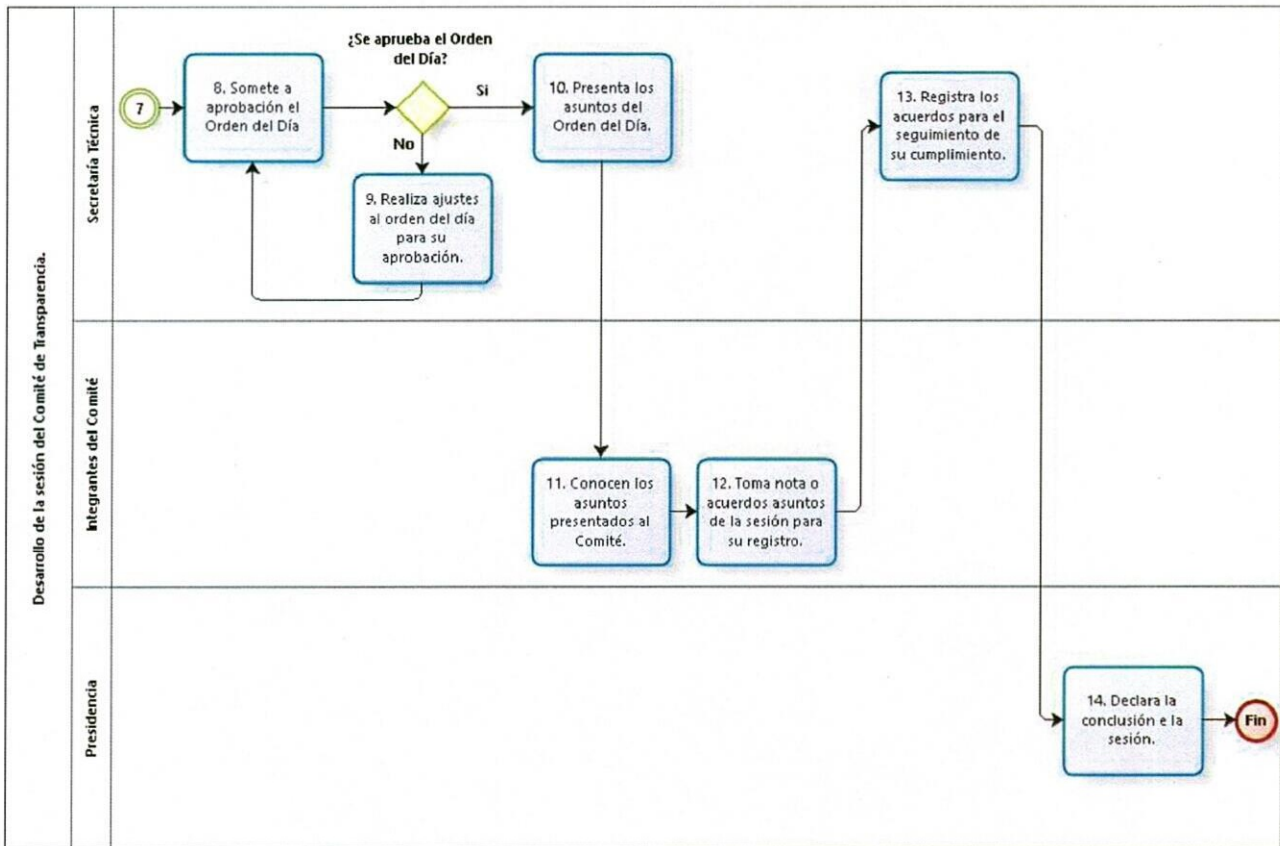 Desarrollo de la sesión del Comité de Transparencia.
Secretaría Técnica
7
8. Somete a
aprobación el
Orden del Día
¿Se aprueba el Orden
del Día?
Si
No
9. Realiza ajustes
al orden del día
para su
aprobación.
10. Presenta los
asuntos del
Orden del Día.
13. Registra los
acuerdos para el
seguimiento de
su cumplimiento.
Integrantes del Comité
11. Conocen los
asuntos
presentados al
Comité.
12. Toma nota o
acuerdos asuntos
de la sesión para
su registro.
Presidencia
14. Declara la
conclusión e la
sesión.
Fin